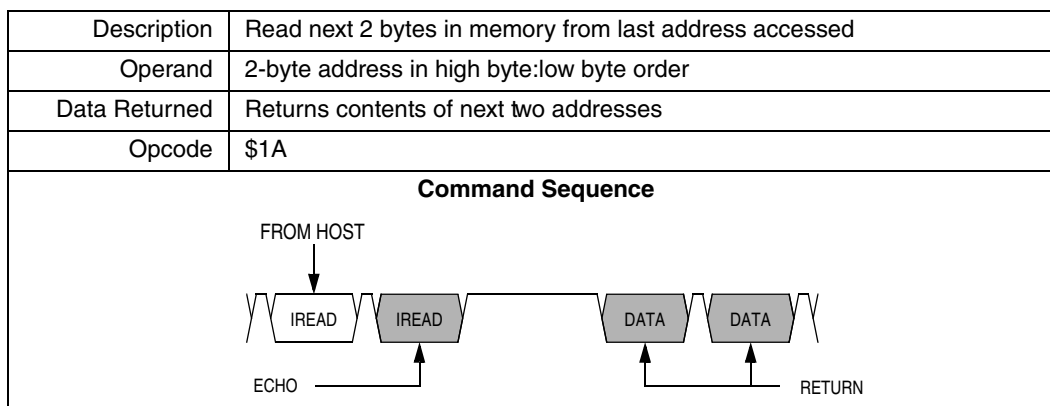 Description Read next 2 bytes in memory from last address accessed
Operand 2-byte address in high byte:low byte order
Data Returned Returns contents of next two addresses
Opcode $1A
Command Sequence
FROM HOST
IREAD IREAD DATA DATA
ECHO RETURN